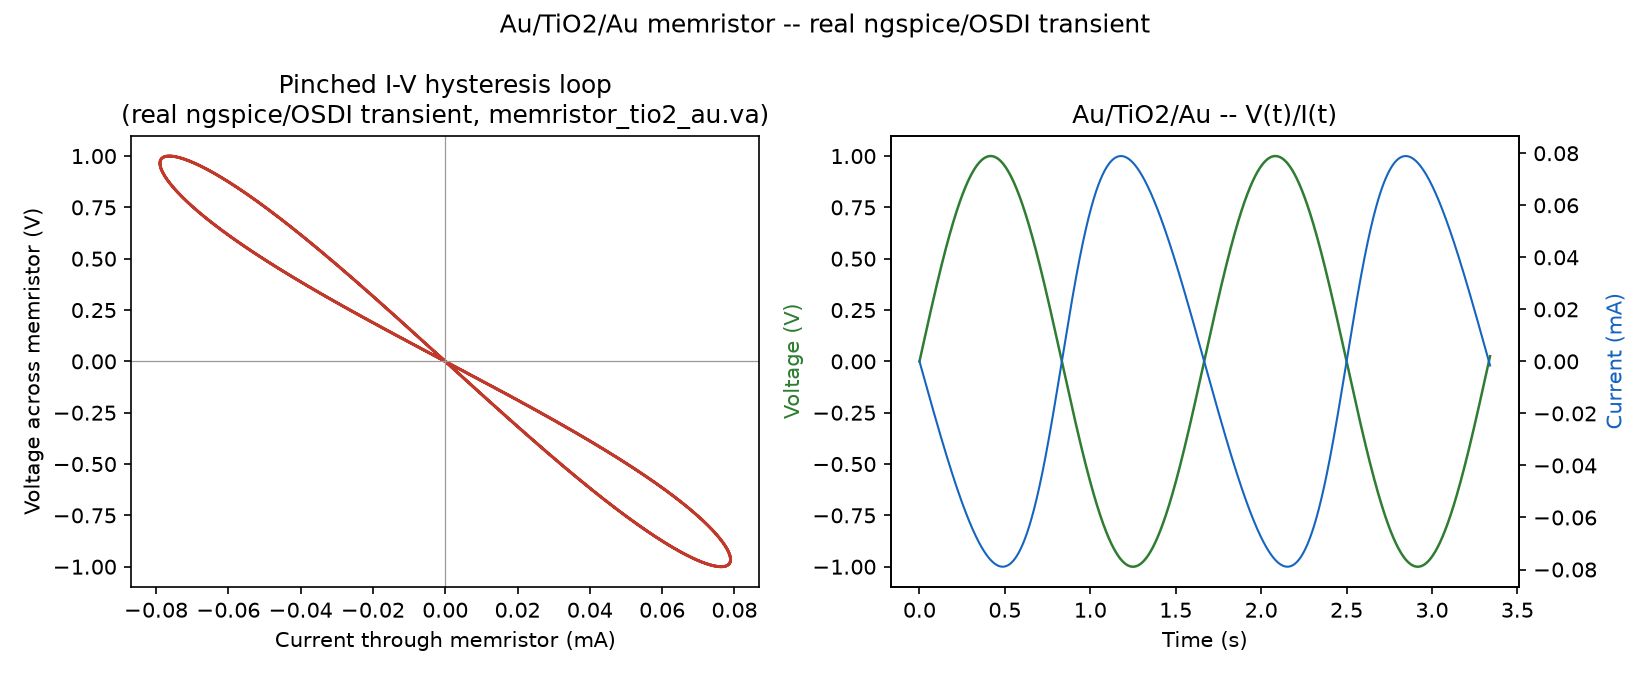 Au/TiO2/Au memristor -- real ngspice/OSDI transient
Pinched I-V hysteresis loop
(real ngspice/OSDI transient, memristor_tio2_au.va)
Voltage across memristor (V)
1.00
0.75
0.50
0.25
0.00
−0.25
−0.50
−0.75
−1.00
−0.08 −0.06 −0.04 −0.02 0.00 0.02 0.04 0.06 0.08
Current through memristor (mA)
Au/TiO2/Au -- V(t)/I(t)
Voltage (V)
1.00
0.75
0.50
0.25
0.00
−0.25
−0.50
−0.75
−1.00
0.0 0.5 1.0 1.5 2.0 2.5 3.0 3.5
Time (s)
0.08
0.06
0.04
0.02
0.00
−0.02
−0.04
−0.06
−0.08
Current (mA)